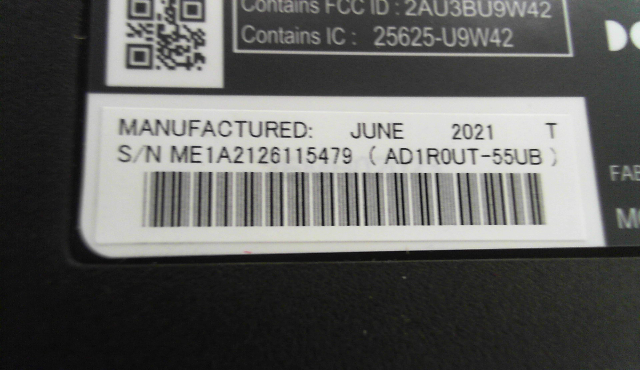 Contains FCC ID : 2AU3BU9W42
Contains IC : 25625-U9W42
MANUFACTURED: JUNE 2021 T
S/N ME1A2126115479 ( AD1R0UT-55UB )